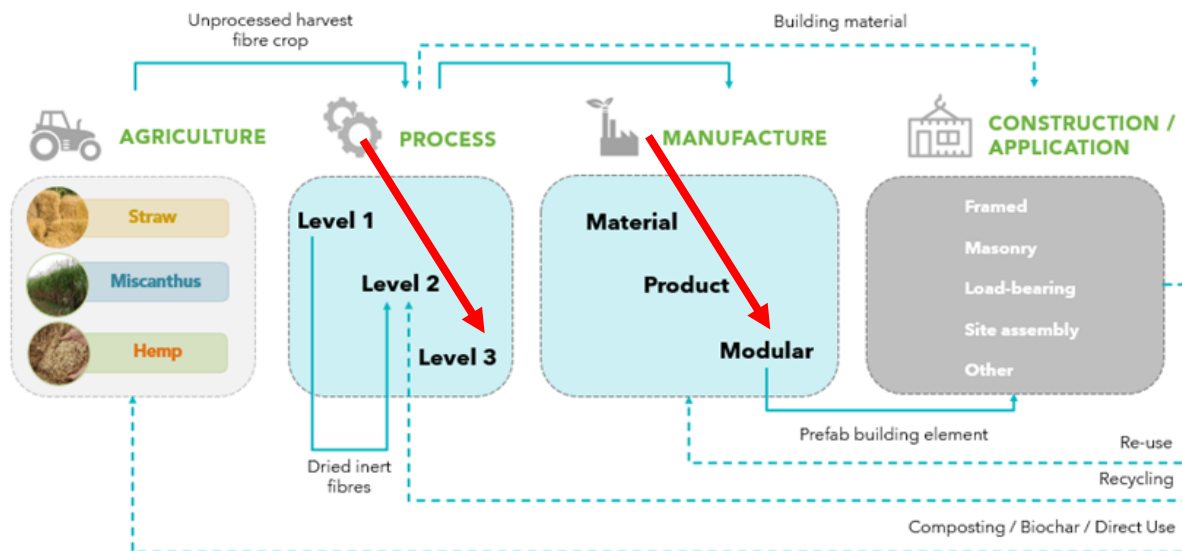 Unprocessed harvest
fibre crop
Building material
AGRICULTURE
PROCESS
MANUFACTURE
CONSTRUCTION /
APPLICATION
Straw
Miscanthus
Hemp
Level 1
Level 2
Level 3
Dried inert
fibres
Material
Product
Modular
Framed
Masonry
Load-bearing
Site assembly
Other
Prefab building element
Re-use
Recycling
Composting / Biochar / Direct Use